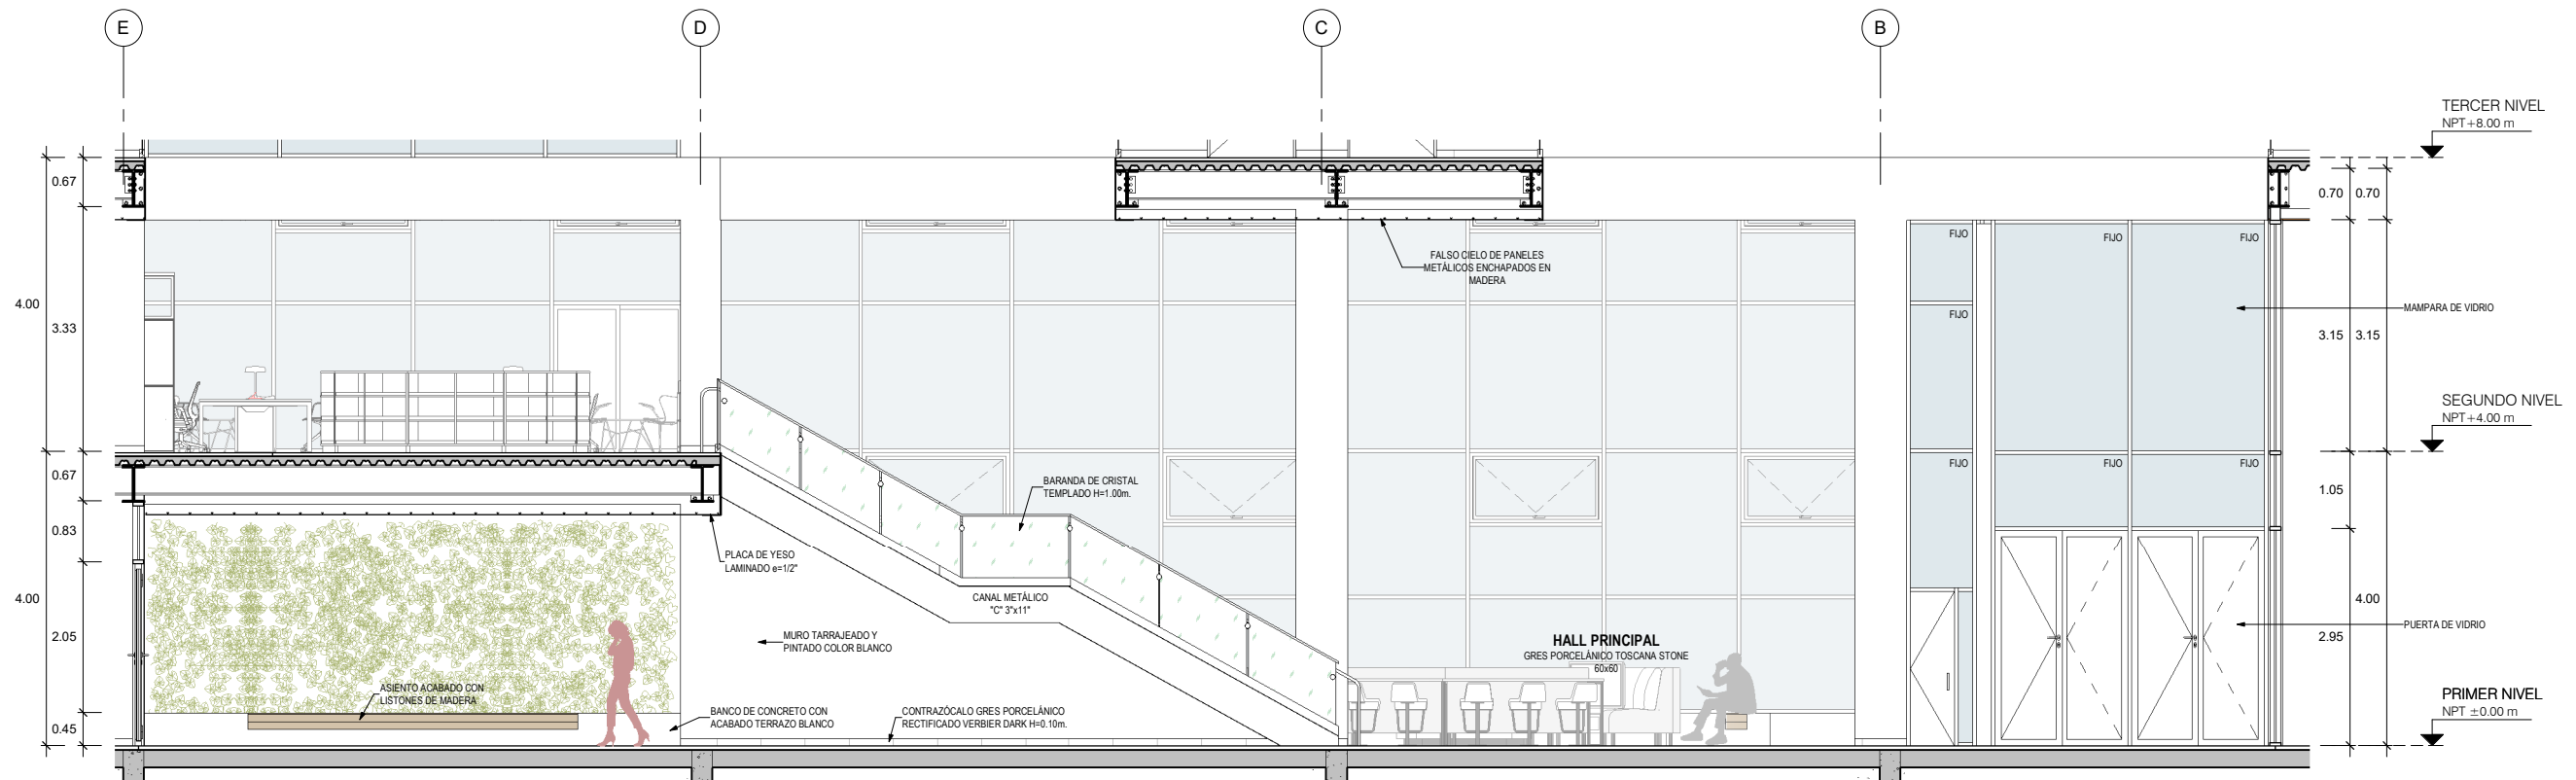 E
D
C
B
TERCER NIVEL
NPT+8.00 m
0.67
0.70
0.70
FIJO
FIJO
FIJO
FALSO CIELO DE PANELES
METÁLICOS ENCHAPADOS EN
MADERA
4.00
3.33
FIJO
MAMPARA DE VIDRIO
3.15
3.15
SEGUNDO NIVEL
NPT+4.00 m
0.67
FIJO
FIJO
FIJO
BARANDA DE CRISTAL
TEMPLADO H=1.00m.
1.05
0.83
PLACA DE YESO
LAMINADO e=1/2"
4.00
CANAL METÁLICO
"C" 3"x11"
4.00
2.05
MURO TARRAJEADO Y
PINTADO COLOR BLANCO
HALL PRINCIPAL
GRES PORCELÁNICO TOSCANA STONE
60x60
PUERTA DE VIDRIO
2.95
ASIENTO ACABADO CON
LISTONES DE MADERA
BANCO DE CONCRETO CON
ACABADO TERRAZO BLANCO
CONTRAZÓCALO GRES PORCELÁNICO
RECTIFICADO VERBIER DARK H=0.10m.
0.45
PRIMER NIVEL
NPT ±0.00 m